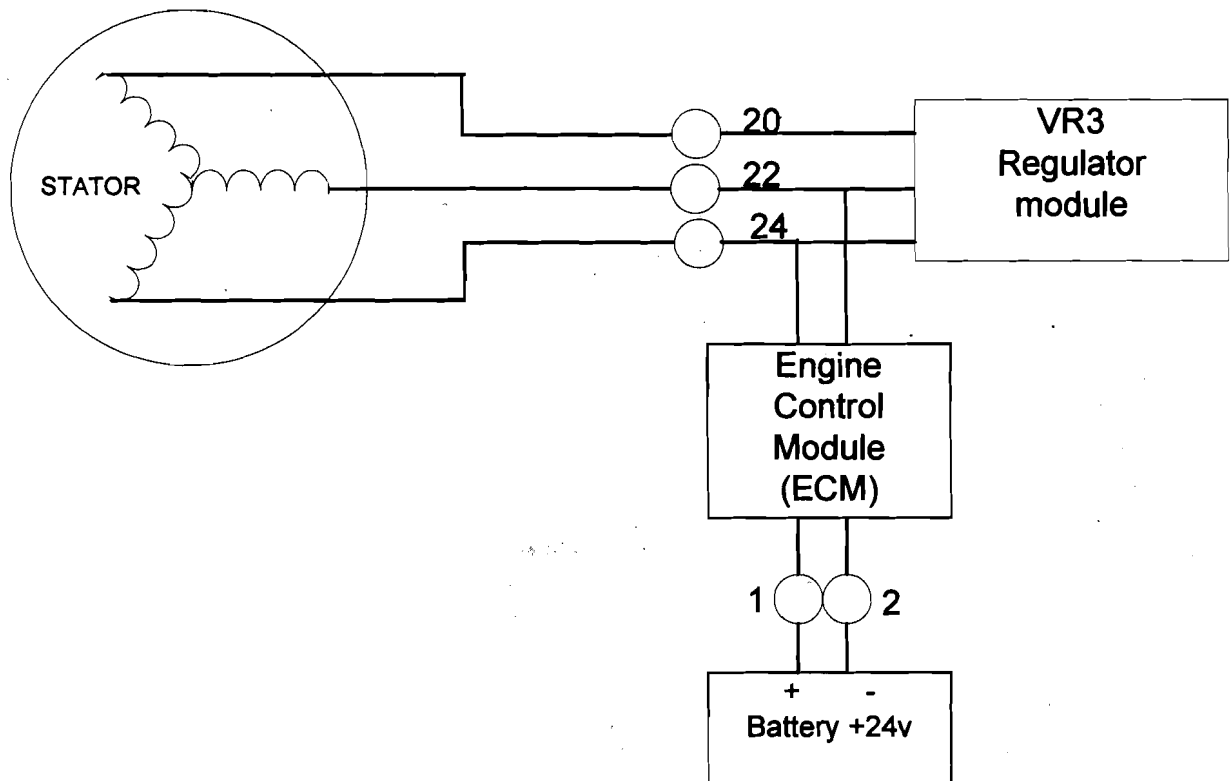 STATOR
20
22
24
VR3
Regulator
module
Engine
Control
Module
(ECM)
1
2
+ -
Battery +24v